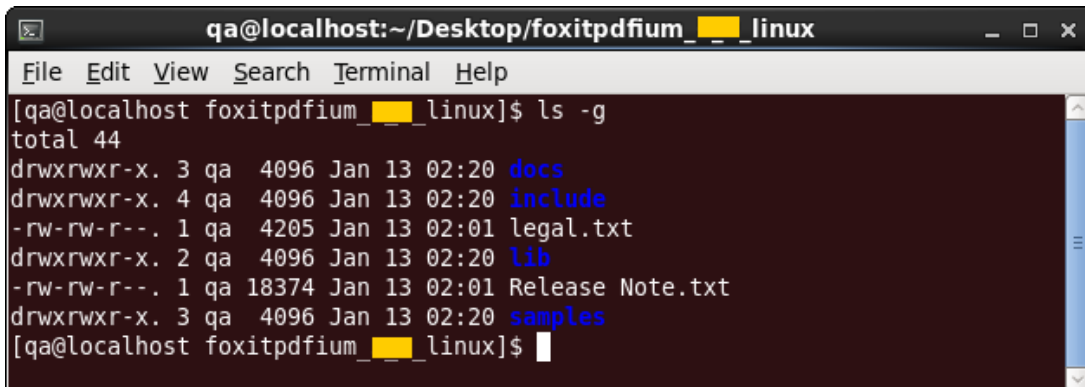 qa@localhost:~/Desktop/foxitpdfium_ _ _linux
File Edit View Search Terminal Help
[qa@localhost foxitpdfium_ _ _linux]$ ls -g
total 44
drwxrwxr-x. 3 qa  4096 Jan 13 02:20 docs
drwxrwxr-x. 4 qa  4096 Jan 13 02:20 include
-rw-rw-r--. 1 qa  4205 Jan 13 02:01 legal.txt
drwxrwxr-x. 2 qa  4096 Jan 13 02:20 lib
-rw-rw-r--. 1 qa 18374 Jan 13 02:01 Release Note.txt
drwxrwxr-x. 3 qa  4096 Jan 13 02:20 samples
[qa@localhost foxitpdfium_ _ _linux]$